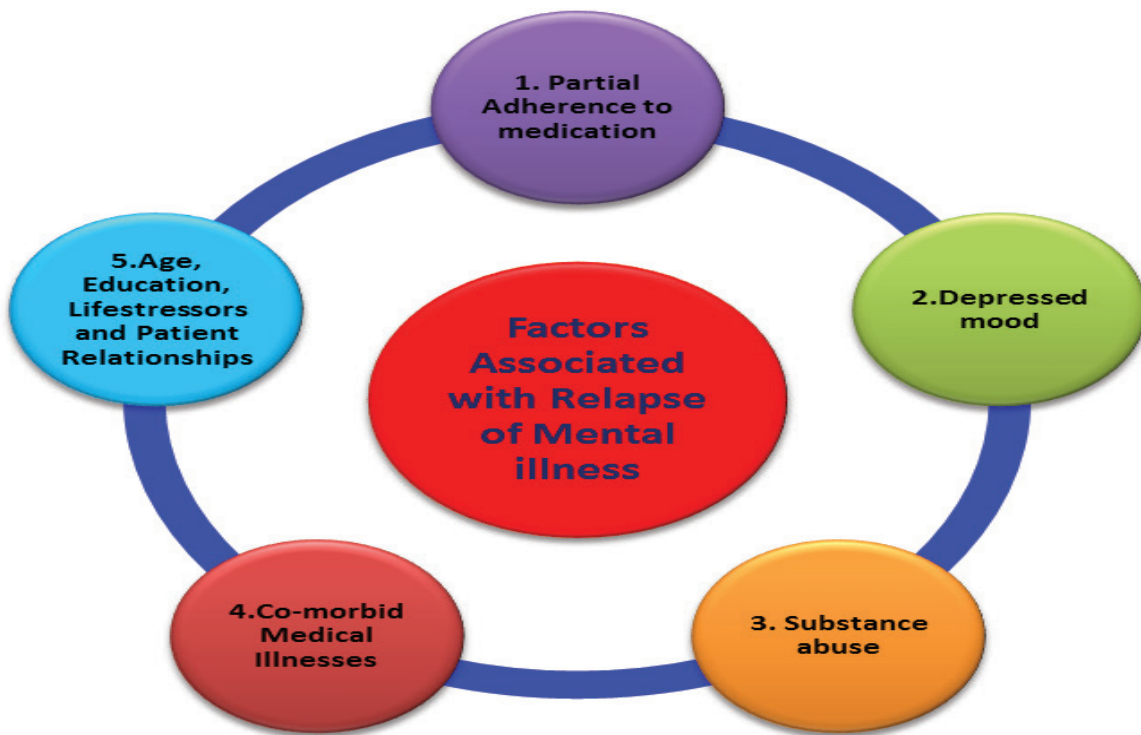 1. Partial
Adherence to
medication
2.Depressed
mood
3. Substance
abuse
4.Co-morbid
Medical
Illnesses
5.Age,
Education,
Lifestressors
and Patient
Relationships
Factors
Associated
with Relapse
of Mental
illness